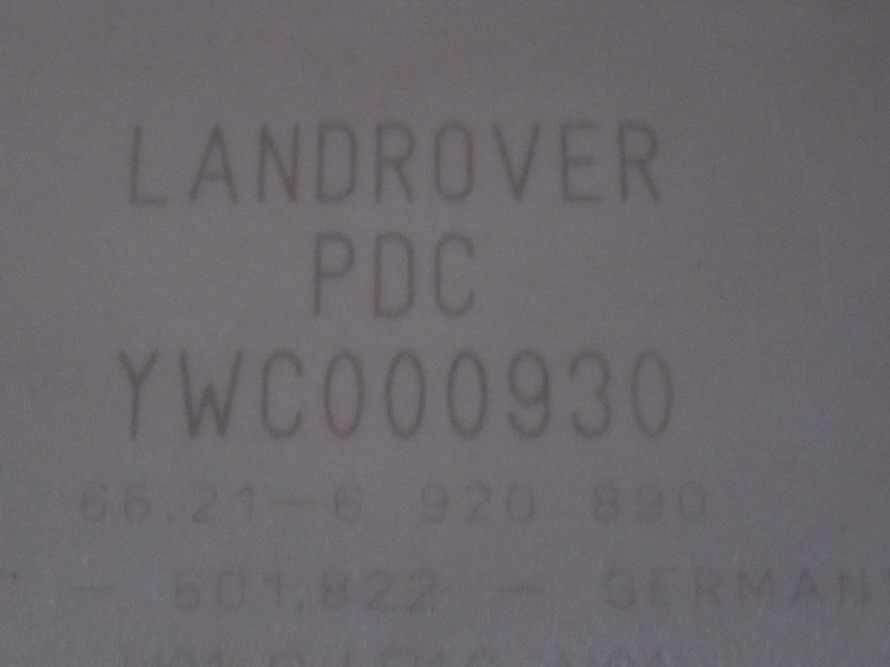 LANDROVER
PDC
YWC000930
66.21-6 920 890
- 601.822 - GERMAN